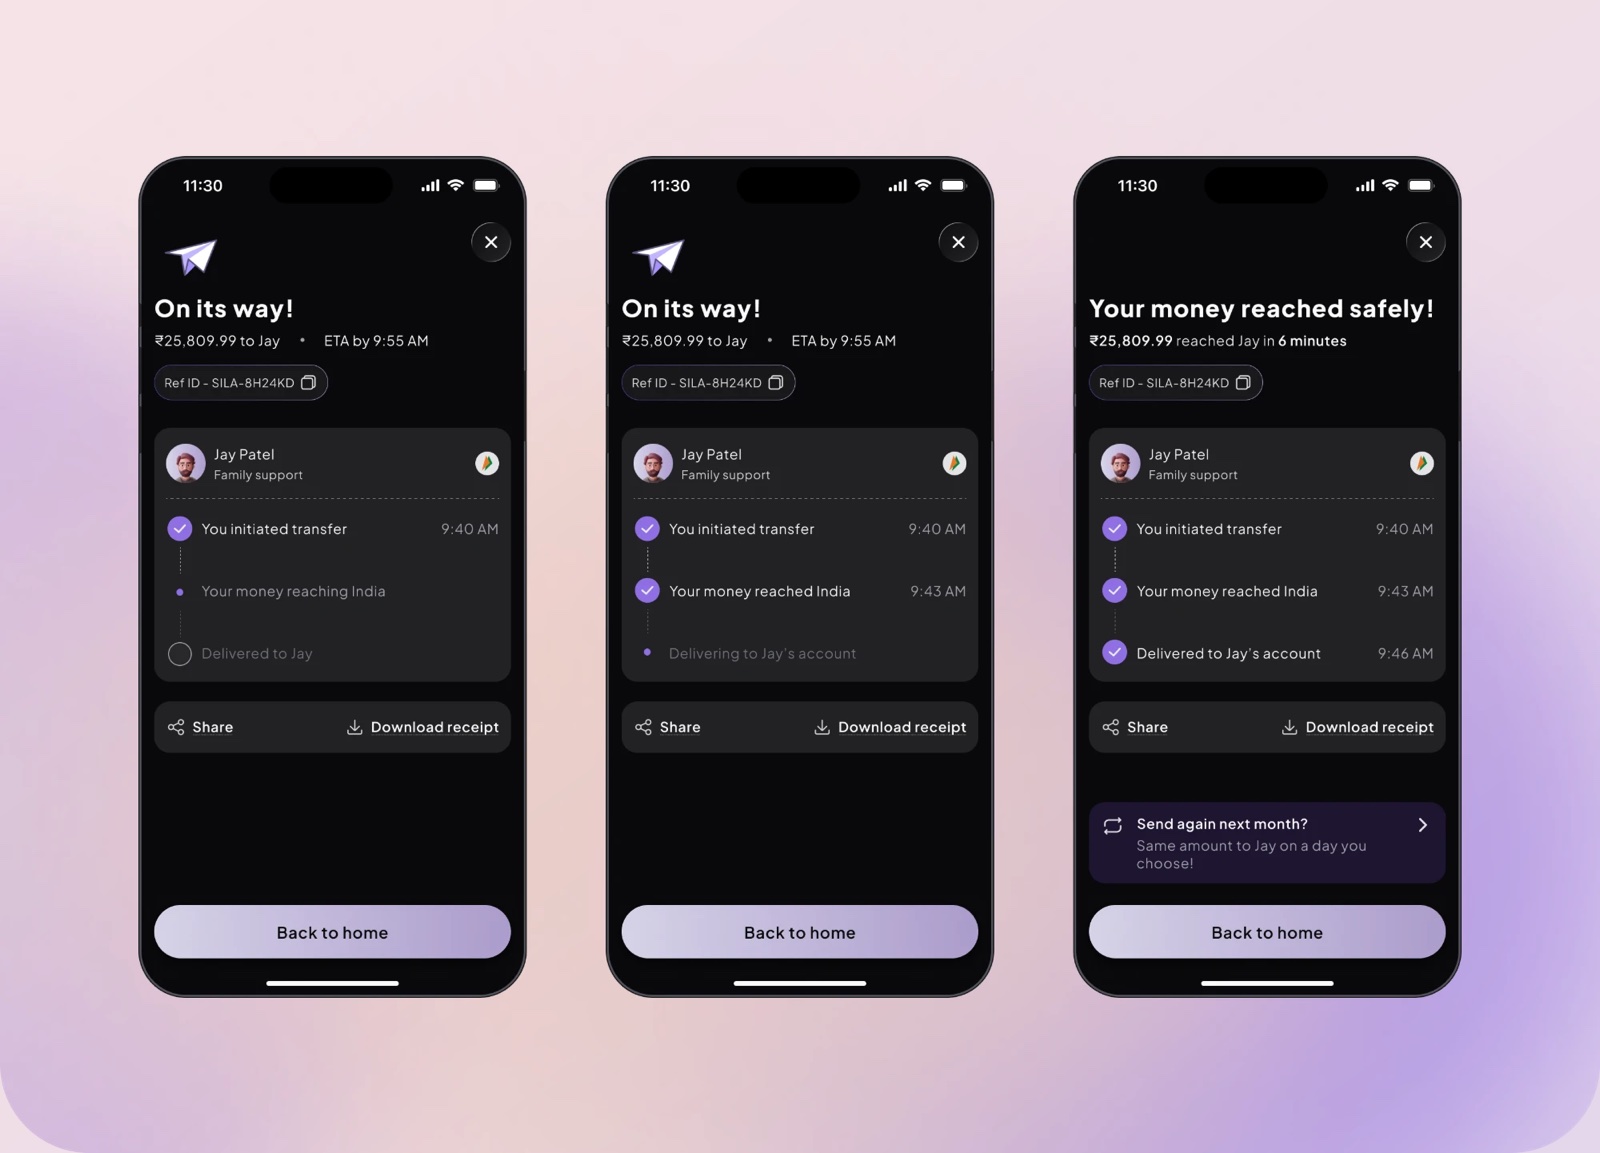 11:30
On its way!
₹25,809.99 to Jay • ETA by 9:55 AM
Ref ID - SILA-8H24KD
Jay Patel
Family support
You initiated transfer 9:40 AM
Your money reaching India
Delivered to Jay
Share Download receipt
Back to home
11:30
On its way!
₹25,809.99 to Jay • ETA by 9:55 AM
Ref ID - SILA-8H24KD
Jay Patel
Family support
You initiated transfer 9:40 AM
Your money reached India 9:43 AM
Delivering to Jay's account
Share Download receipt
Back to home
11:30
Your money reached safely!
₹25,809.99 reached Jay in 6 minutes
Ref ID - SILA-8H24KD
Jay Patel
Family support
You initiated transfer 9:40 AM
Your money reached India 9:43 AM
Delivered to Jay's account 9:46 AM
Share Download receipt
Send again next month?
Same amount to Jay on a day you
choose!
Back to home